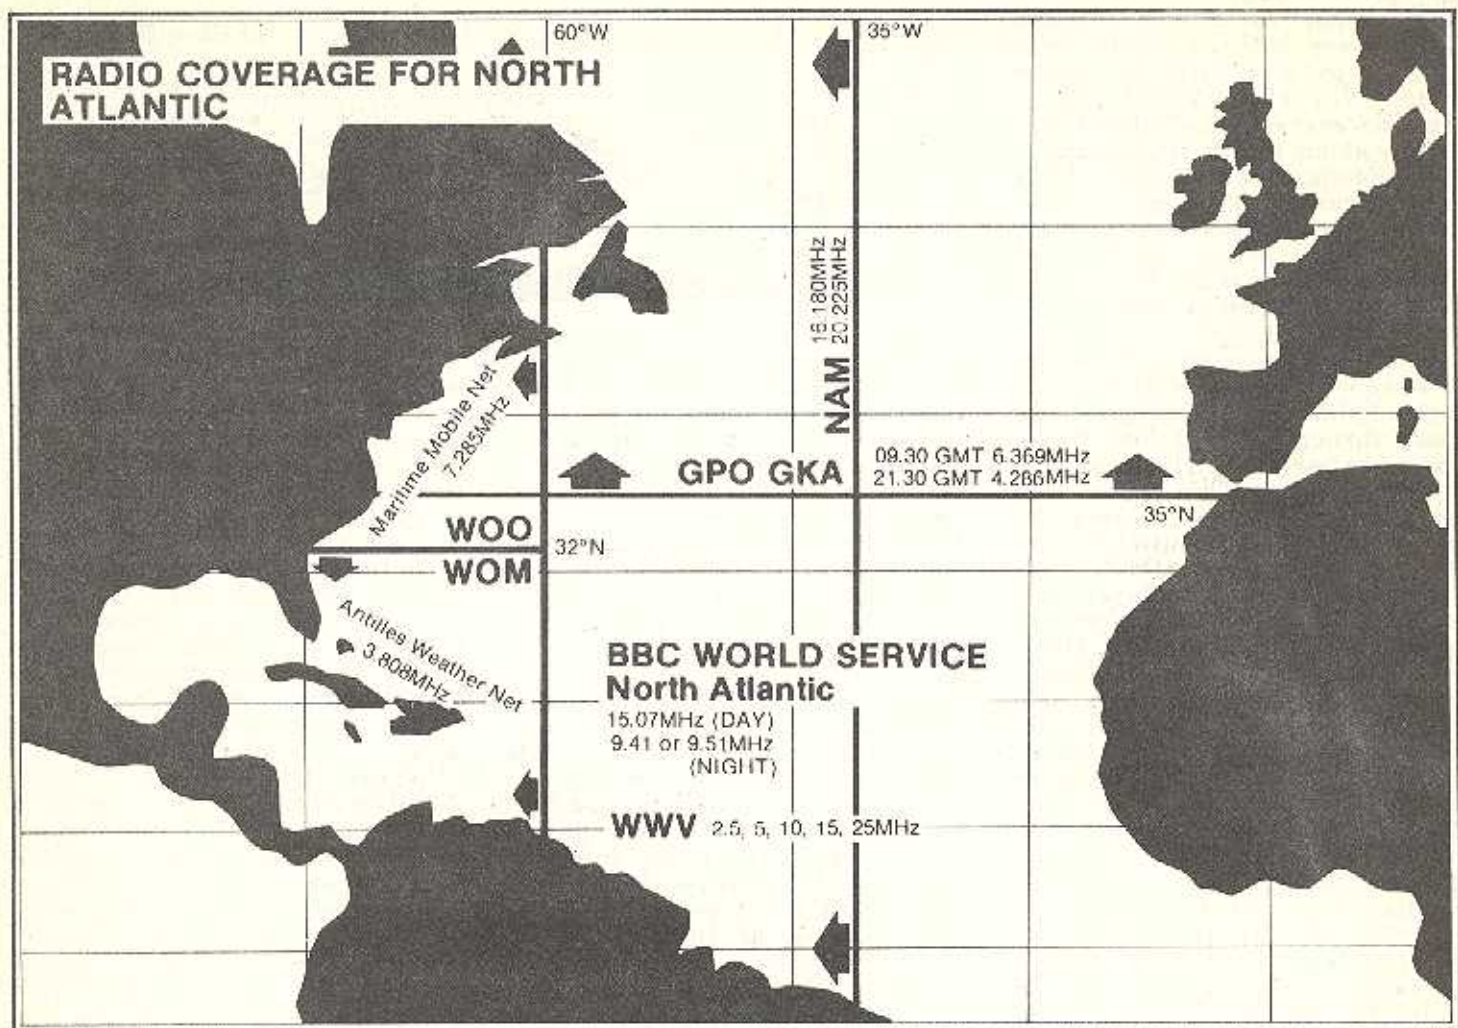 60°W
35°W
RADIO COVERAGE FOR NORTH
ATLANTIC
16.180MHz
20.225MHz
NAM
Maritime Mobile Net
7.285MHz
GPO GKA
09.30 GMT 6.369MHz
21.30 GMT 4.286MHz
35°N
WOO
32°N
WOM
Antilles Weather Net
3.808MHz
BBC WORLD SERVICE
North Atlantic
15.07MHz (DAY)
9.41 or 9.51MHz
(NIGHT)
WWV 2.5, 5, 10, 15, 25MHz